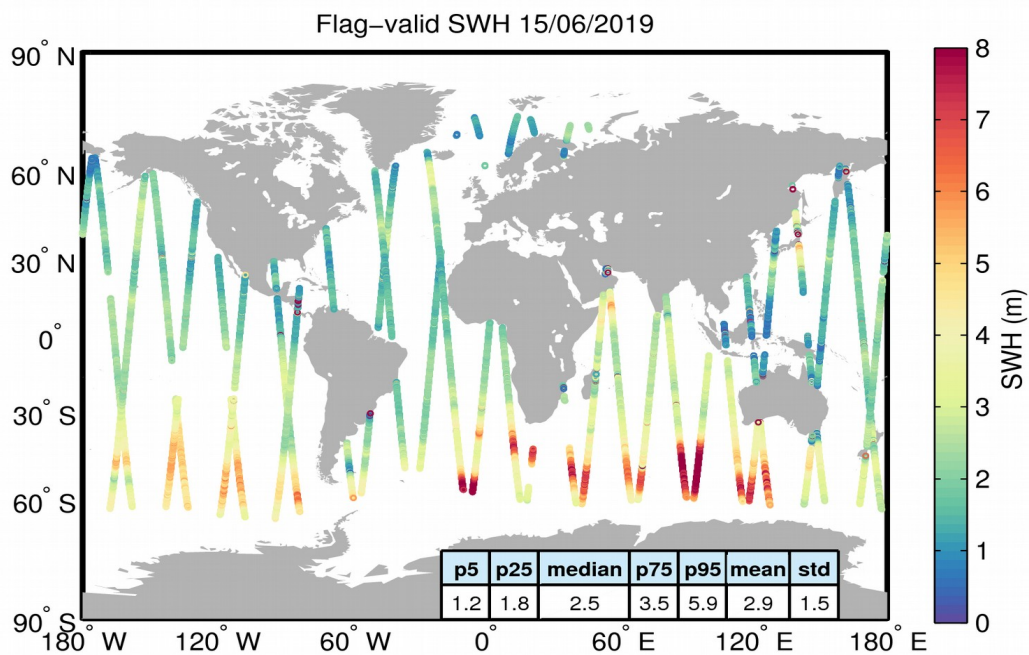 Flag−valid SWH 15/06/2019
90° N
60° N
30° N
0°
30° S
60° S
90° S
180° W
120° W
60° W
0°
60° E
120° E
180° E
8
7
6
5
4
3
2
1
0
SWH (m)
p5 p25 median p75 p95 mean std
1.2 1.8 2.5 3.5 5.9 2.9 1.5